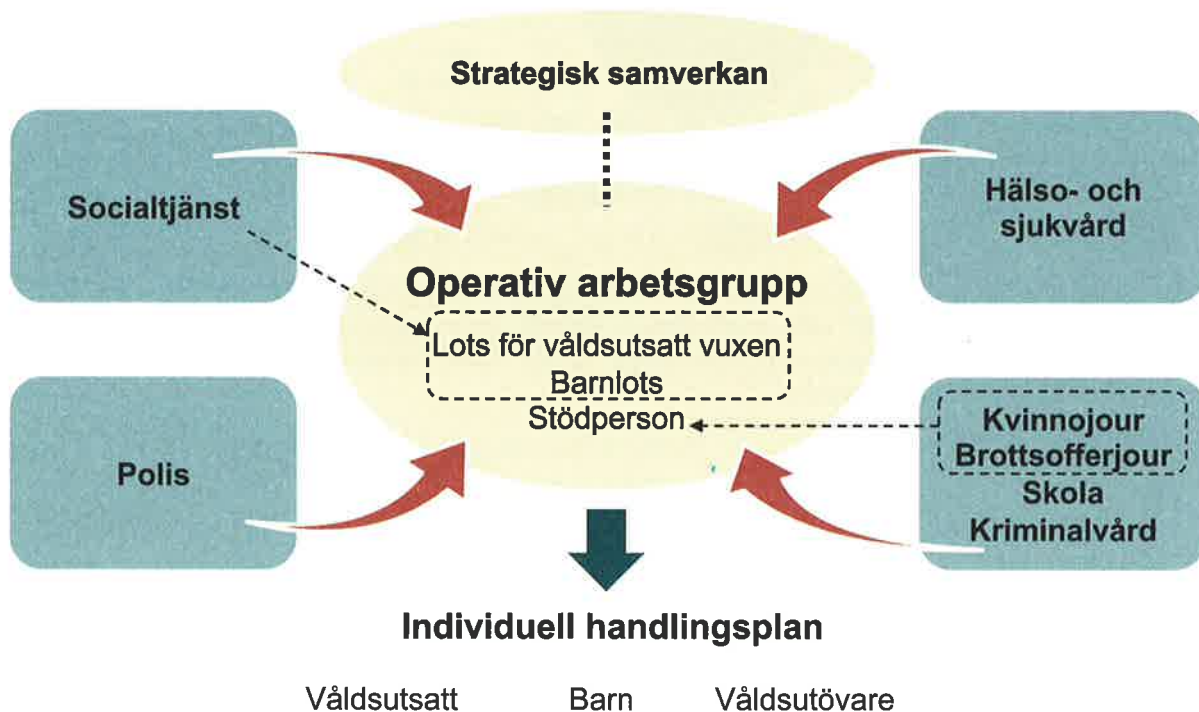 Strategisk samverkan
Socialtjänst
Hälso- och
sjukvård
Operativ arbetsgrupp
Lots för våldsutsatt vuxen
Barnlots
Stödperson
Polis
Kvinnojour
Brottsofferjour
Skola
Kriminalvård
Individuell handlingsplan
Våldsutsatt
Barn
Våldsutövare